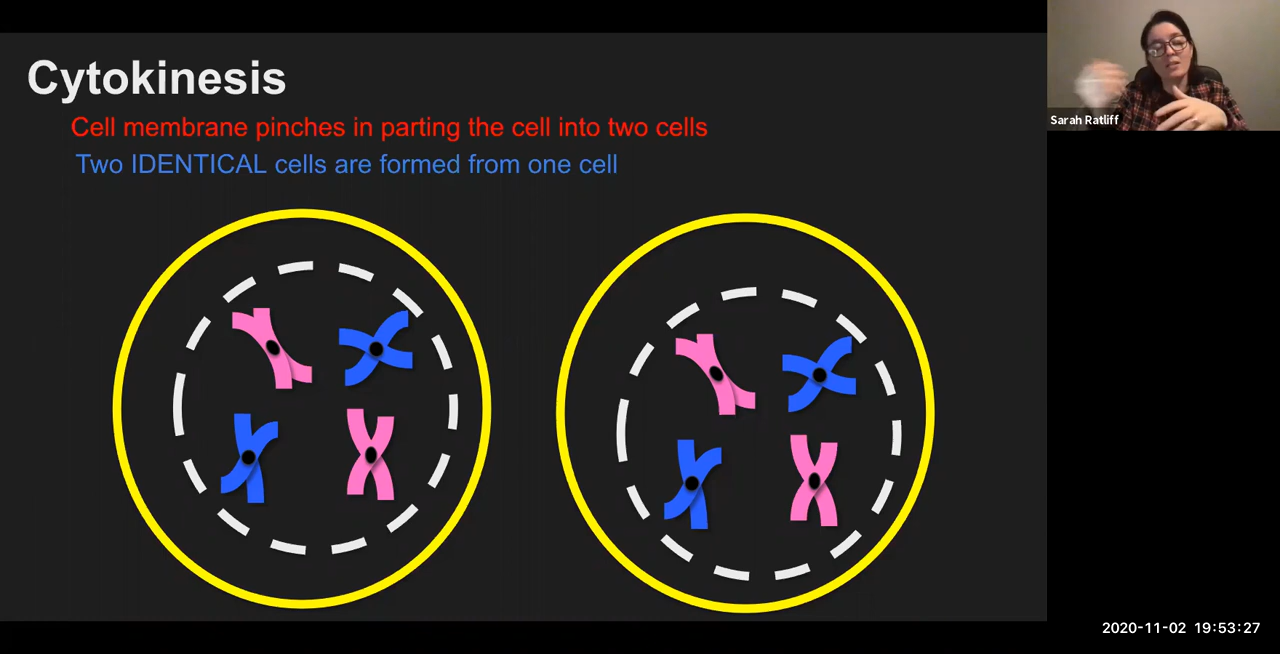 Cytokinesis
Cell membrane pinches in parting the cell into two cells
Two IDENTICAL cells are formed from one cell
Sarah Ratliff
2020-11-02 19:53:27